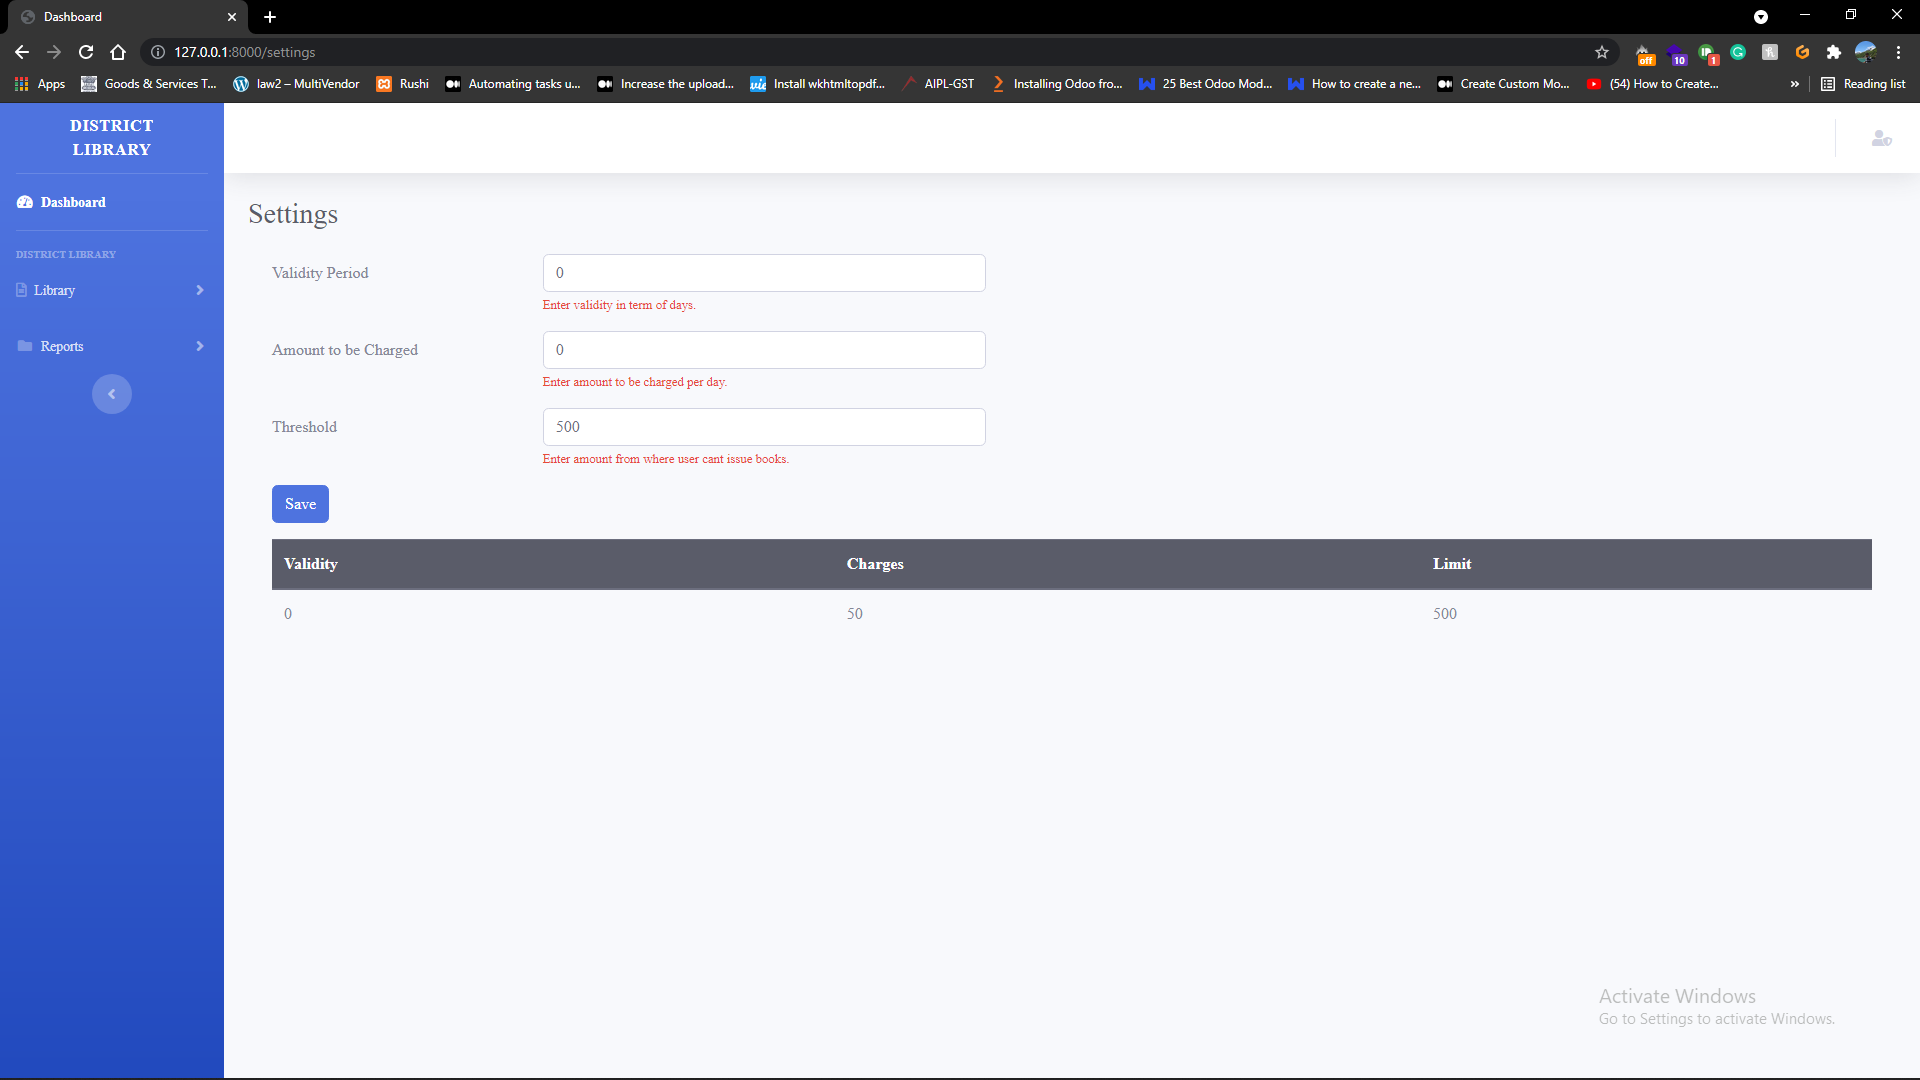 Dashboard
127.0.0.1:8000/settings
off
10
1
Apps
Goods & Services T...
law2 – MultiVendor
Rushi
Automating tasks u...
Increase the upload...
Install wkhtmltopdf...
AIPL-GST
Installing Odoo fro...
25 Best Odoo Mod...
How to create a ne...
Create Custom Mo...
(54) How to Create...
»
Reading list
DISTRICT
LIBRARY
Dashboard
DISTRICT LIBRARY
Library
Reports
Settings
Validity Period
0
Enter validity in term of days.
Amount to be Charged
0
Enter amount to be charged per day.
Threshold
500
Enter amount from where user cant issue books.
Save
Validity Charges Limit
0 50 500
Activate Windows
Go to Settings to activate Windows.